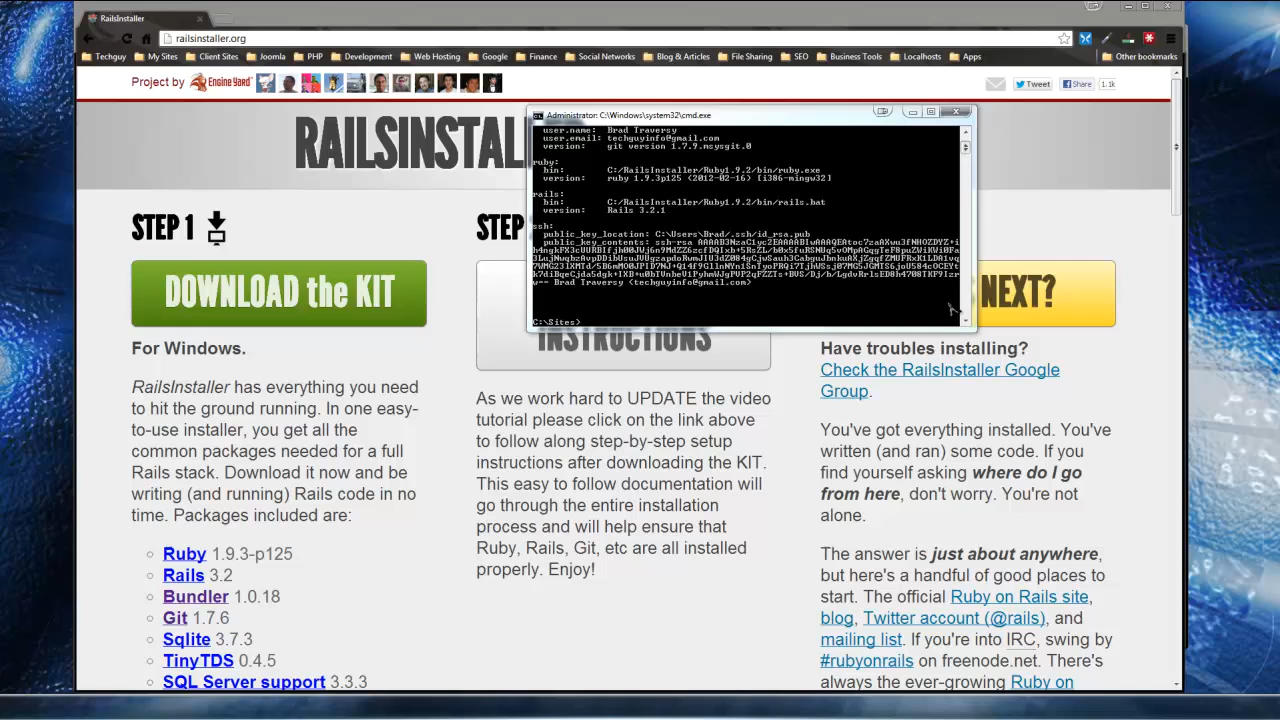 RailsInstaller
railsinstaller.org
Techguy My Sites Client Sites Joomla PHP Development Web Hosting Google Finance Social Networks Blog & Articles File Sharing SEO Business Tools Localhosts Apps Other bookmarks
Project by Engine Yard
Tweet Share 1.1k
RAILSINSTAL
Administrator: C:\Windows\system32\cmd.exe
user.name: Brad Traversy
user.email: techguyinfo@gmail.com
version: git version 1.7.9.msysgit.0
ruby:
bin: C:/RailsInstaller/Ruby1.9.2/bin/ruby.exe
version: ruby 1.9.3p125 (2012-02-16) [i386-mingw32]
rails:
bin: C:/RailsInstaller/Ruby1.9.2/bin/rails.bat
version: Rails 3.2.1
ssh:
public_key_location: C:\Users\Brad/.ssh/id_rsa.pub
public_key_contents: ssh-rsa
== Brad Traversy (techguyinfo@gmail.com)
C:\Sites>
STEP 1
DOWNLOAD the KIT
For Windows.
RailsInstaller has everything you need
to hit the ground running. In one easy-
to-use installer, you get all the
common packages needed for a full
Rails stack. Download it now and be
writing (and running) Rails code in no
time. Packages included are:
Ruby 1.9.3-p125
Rails 3.2
Bundler 1.0.18
Git 1.7.6
Sqlite 3.7.3
TinyTDS 0.4.5
SQL Server support 3.3.3
STEP
INSTRUCTIONS
As we work hard to UPDATE the video
tutorial please click on the link above
to follow along step-by-step setup
instructions after downloading the KIT.
This easy to follow documentation will
go through the entire installation
process and will help ensure that
Ruby, Rails, Git, etc are all installed
properly. Enjoy!
NEXT?
Have troubles installing?
Check the RailsInstaller Google
Group.
You've got everything installed. You've
written (and ran) some code. If you
find yourself asking where do I go
from here, don't worry. You're not
alone.
The answer is just about anywhere,
but here's a handful of good places to
start. The official Ruby on Rails site,
blog, Twitter account (@rails), and
mailing list. If you're into IRC, swing by
#rubyonrails on freenode.net. There's
always the ever-growing Ruby on